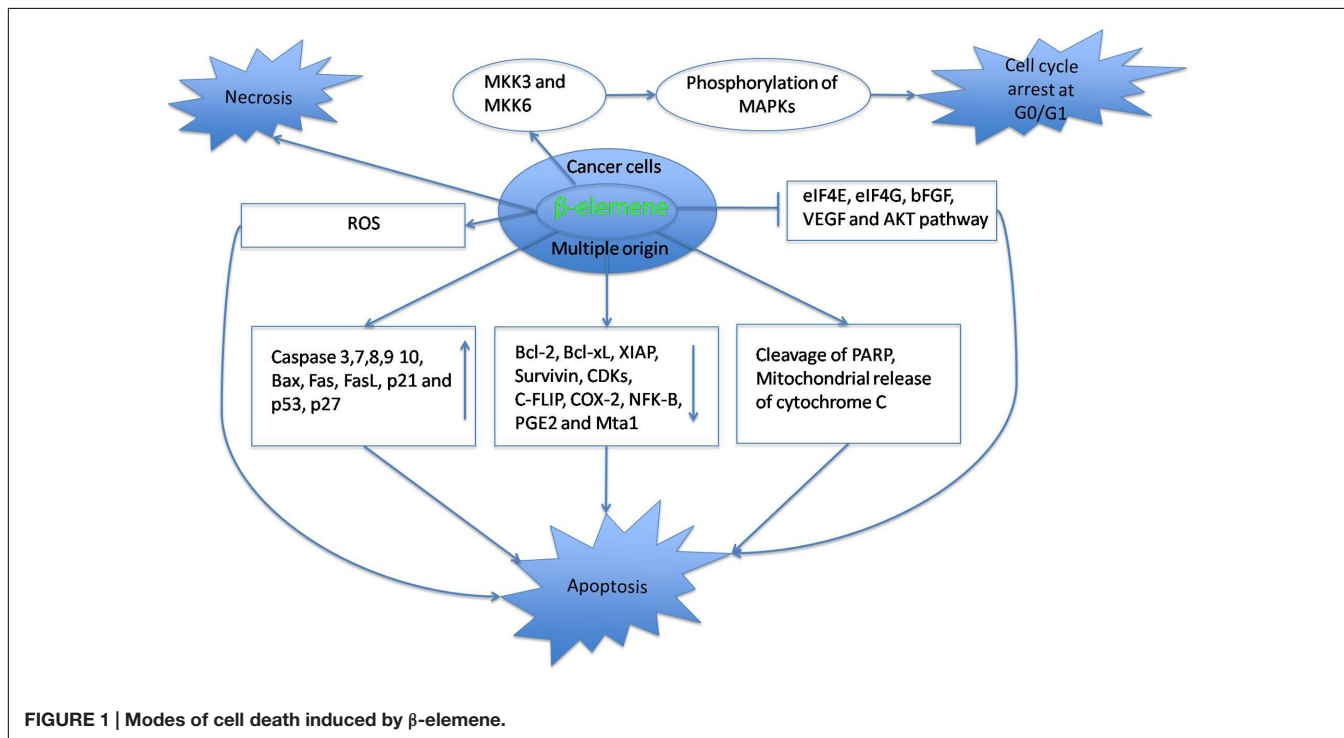 Necrosis
MKK3 and
MKK6
Phosphorylation of
MAPKs
Cell cycle
arrest at
G0/G1
Cancer cells
β-elemene
Multiple origin
ROS
eIF4E, eIF4G, bFGF,
VEGF and AKT pathway
Caspase 3,7,8,9 10,
Bax, Fas, FasL, p21 and
p53, p27
Bcl-2, Bcl-xL, XIAP,
Survivin, CDKs,
C-FLIP, COX-2, NFK-B,
PGE2 and Mta1
Cleavage of PARP,
Mitochondrial release
of cytochrome C
Apoptosis
FIGURE 1 | Modes of cell death induced by β-elemene.